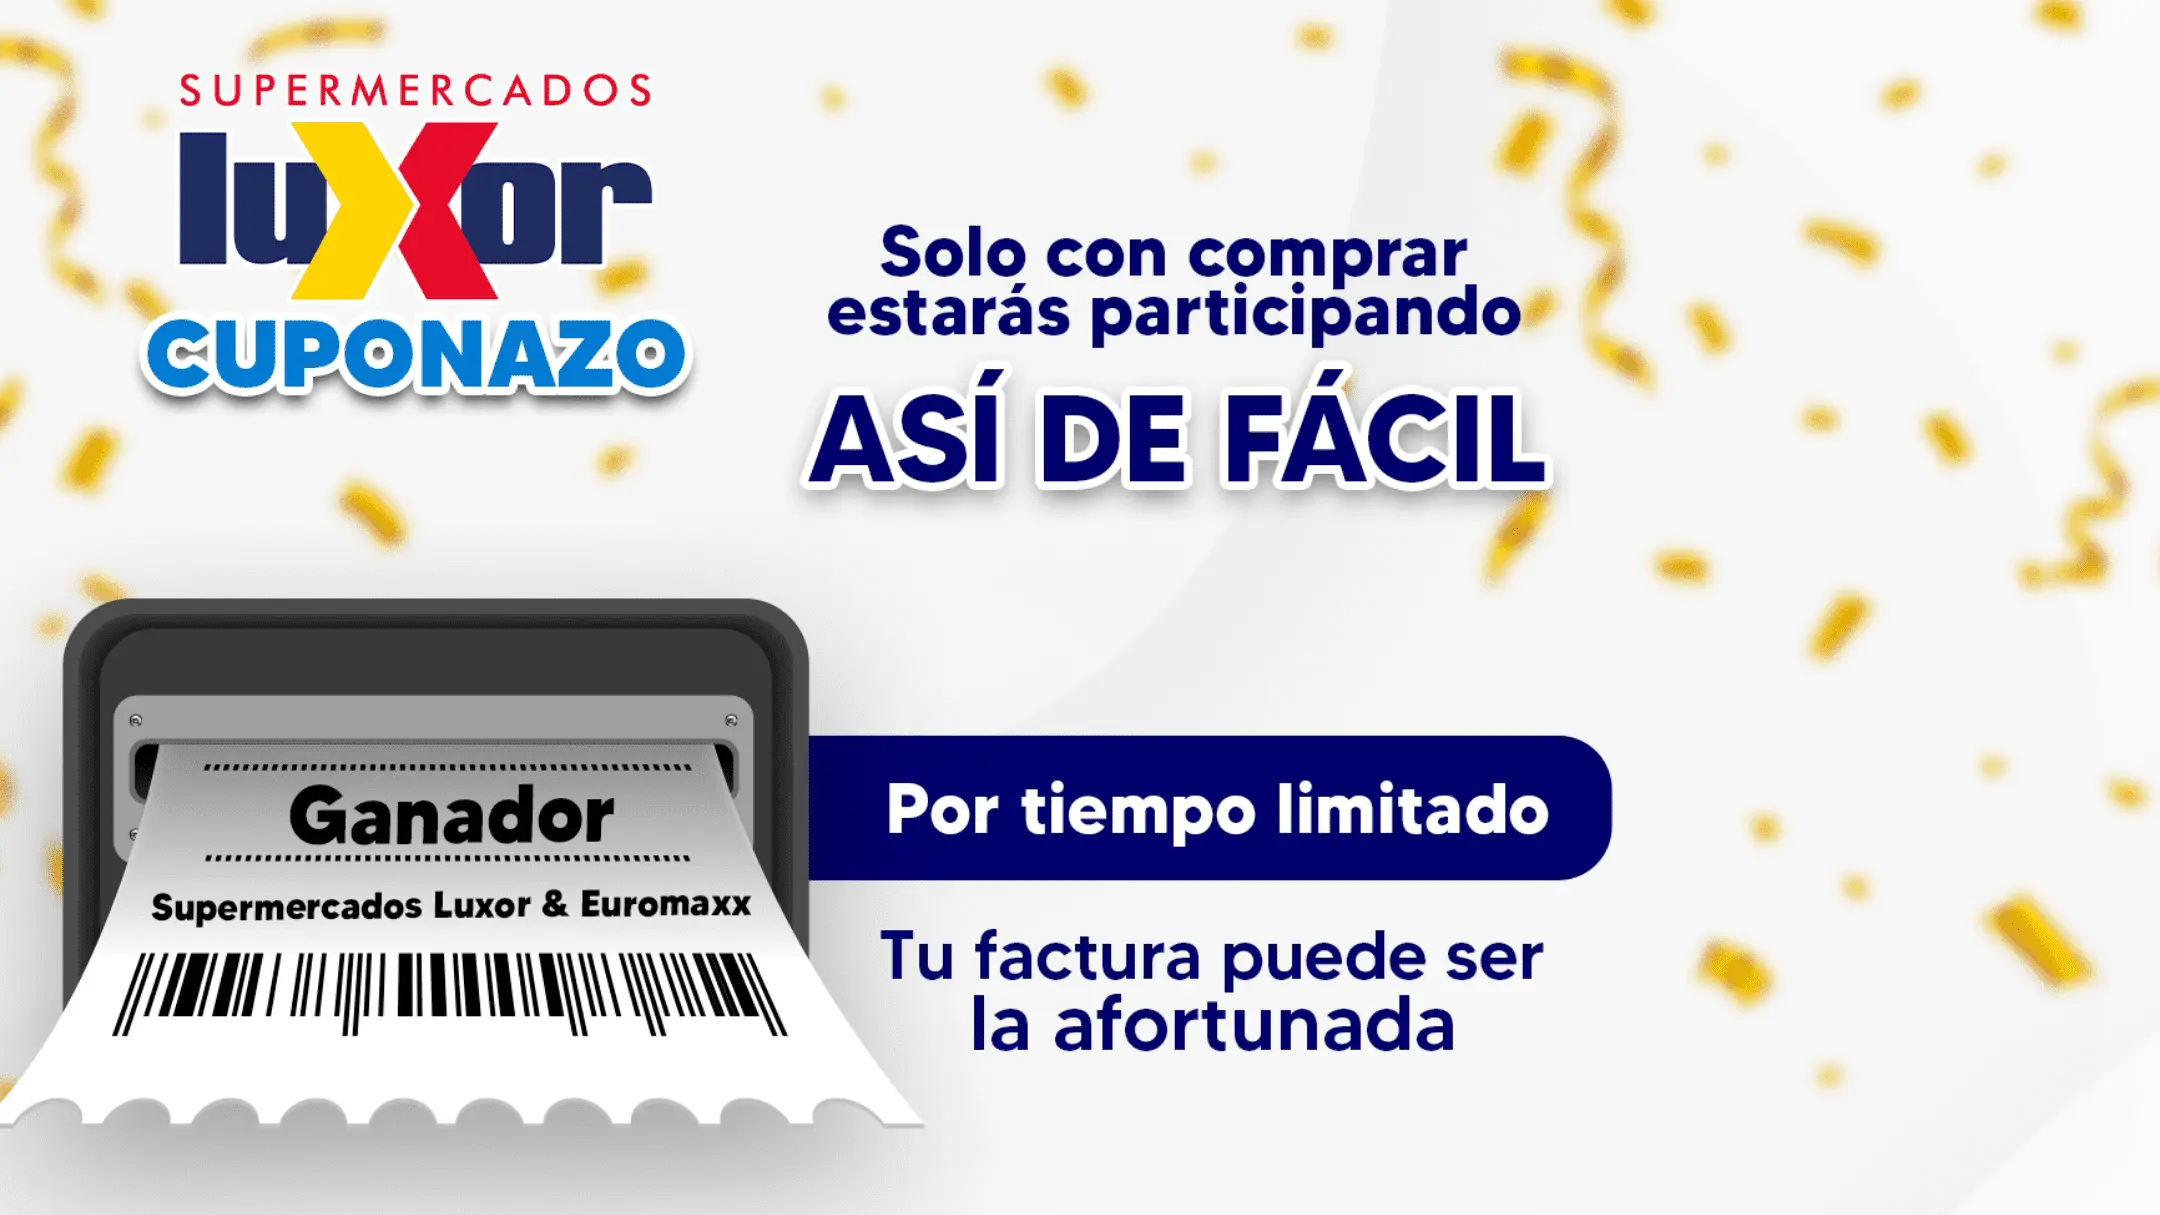 SUPERMERCADOS
luxor
CUPONAZO
Solo con comprar
estarás participando
ASÍ DE FÁCIL
Ganador
Supermercados Luxor & Euromaxx
Por tiempo limitado
Tu factura puede ser
la afortunada